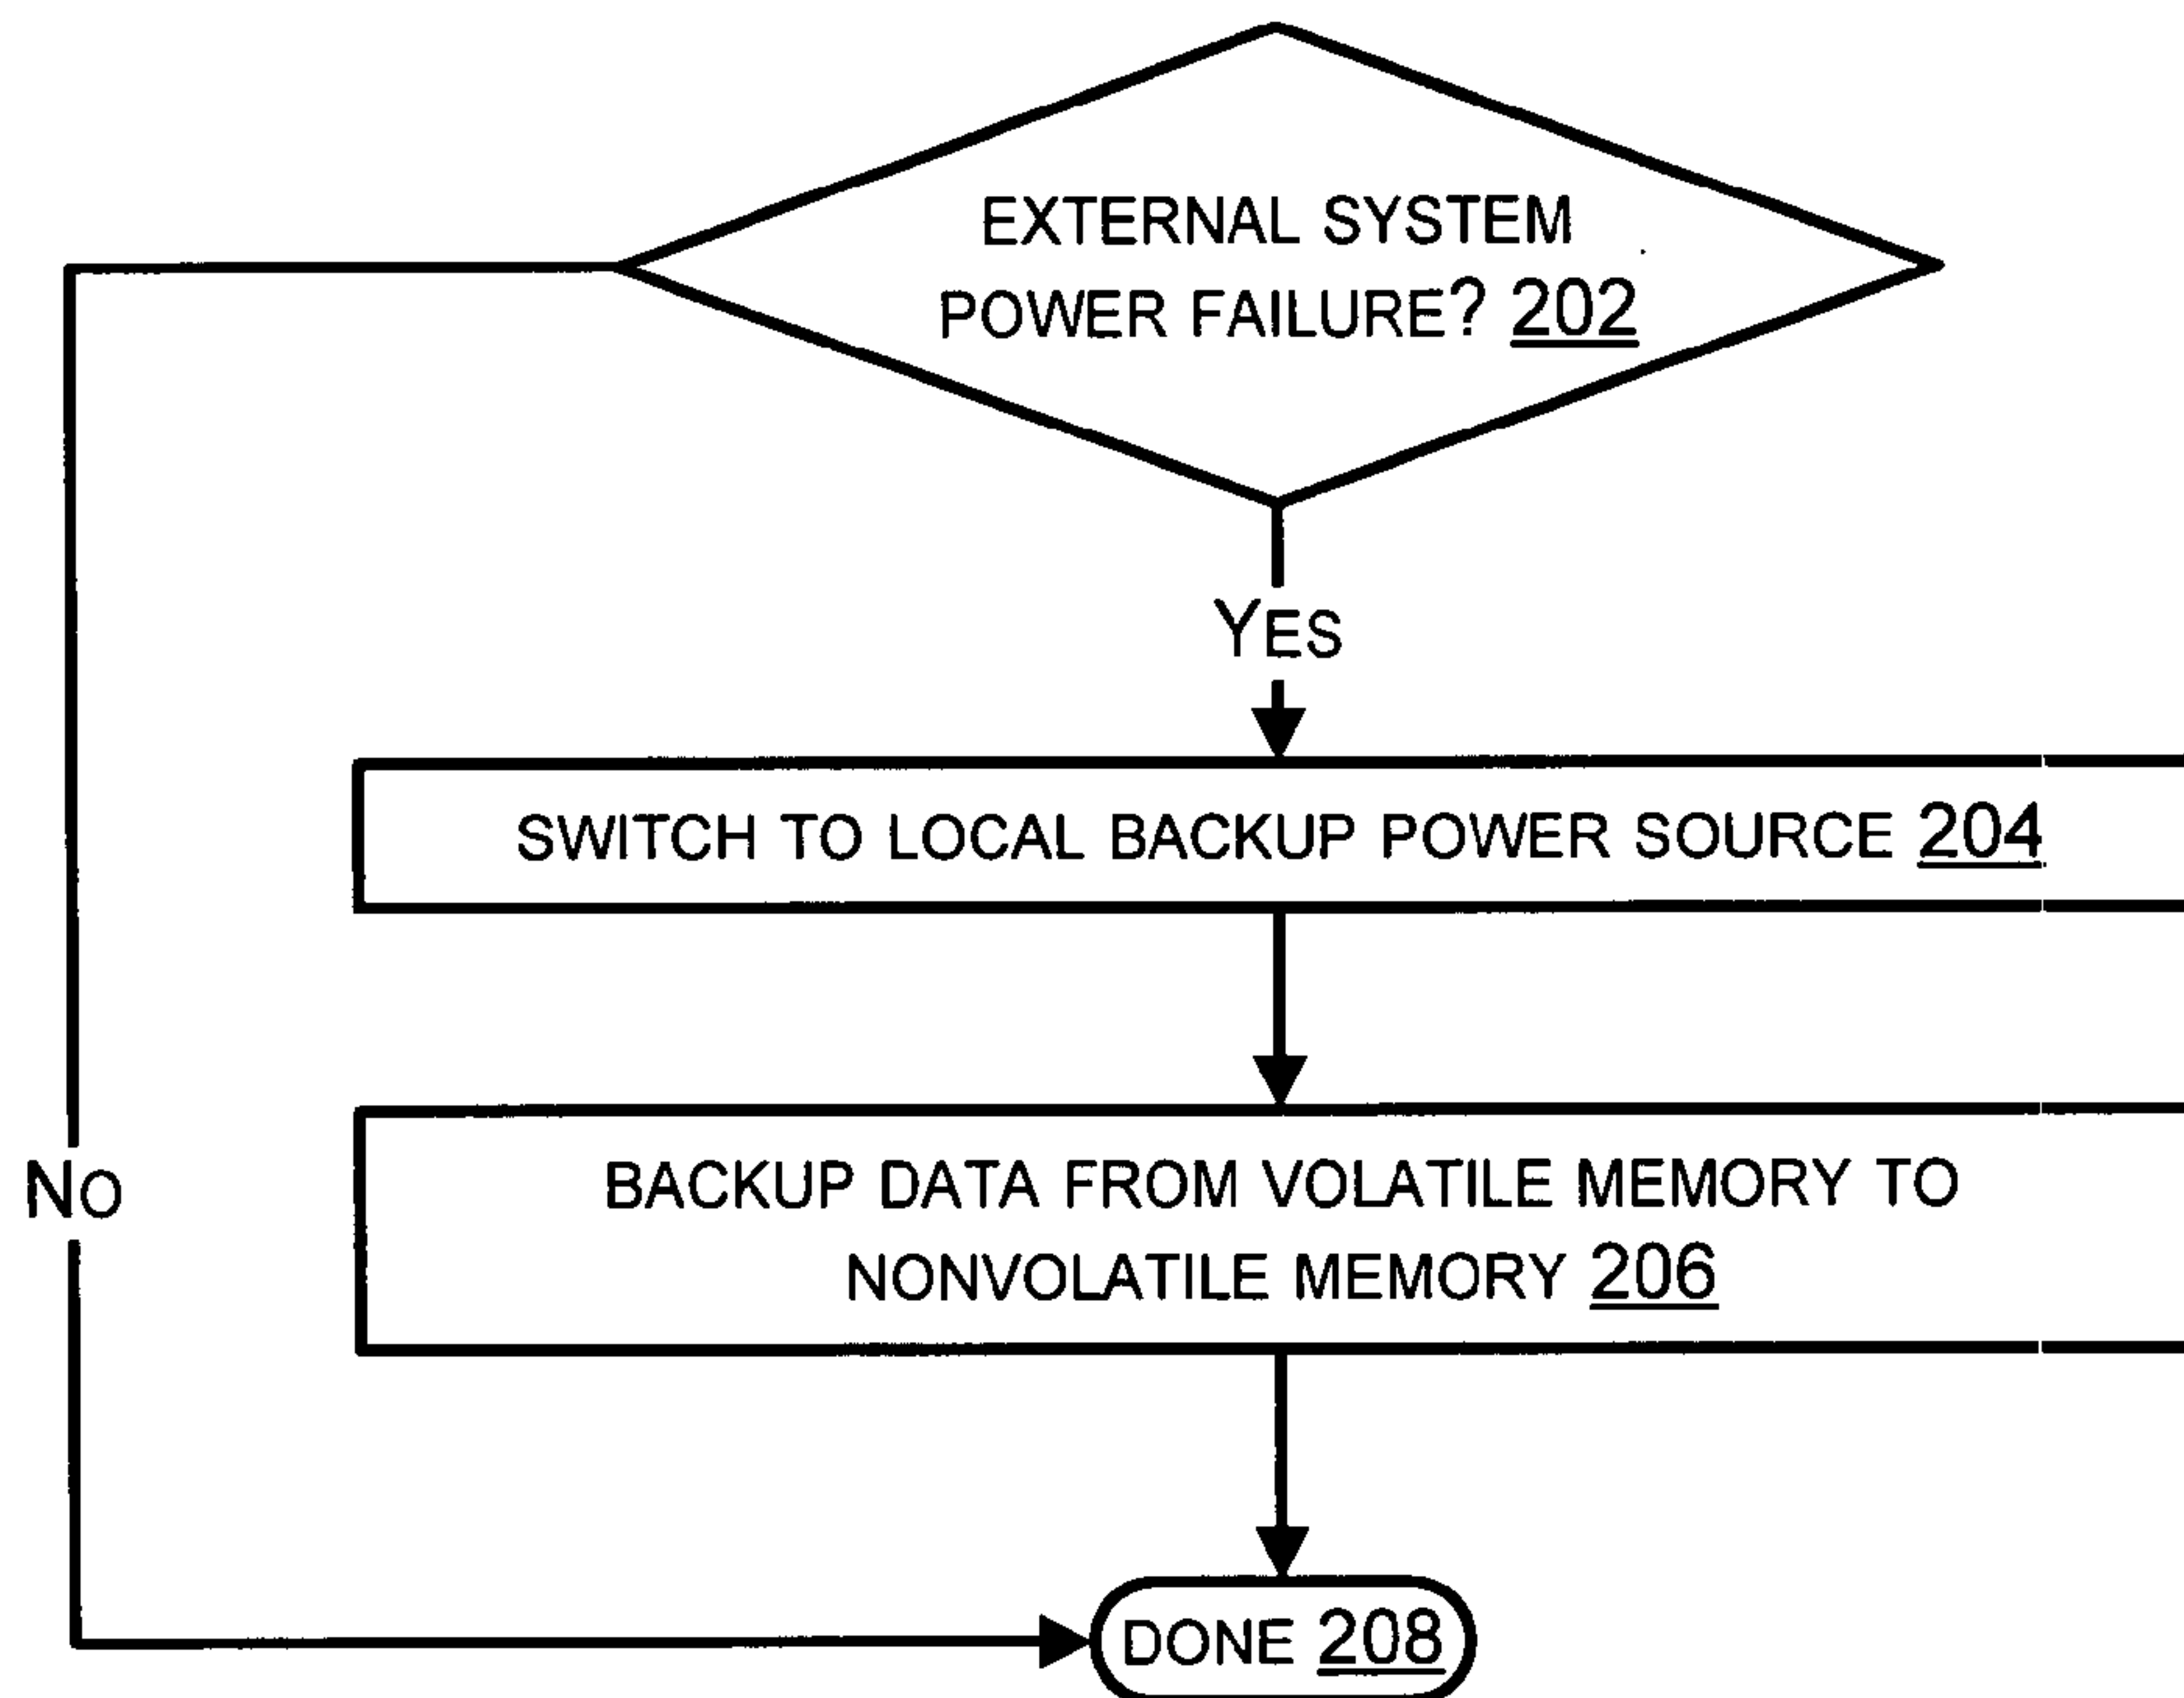 EXTERNAL SYSTEM
POWER FAILURE? 202
YES
SWITCH TO LOCAL BACKUP POWER SOURCE 204
BACKUP DATA FROM VOLATILE MEMORY TO
NONVOLATILE MEMORY 206
NO
DONE 208